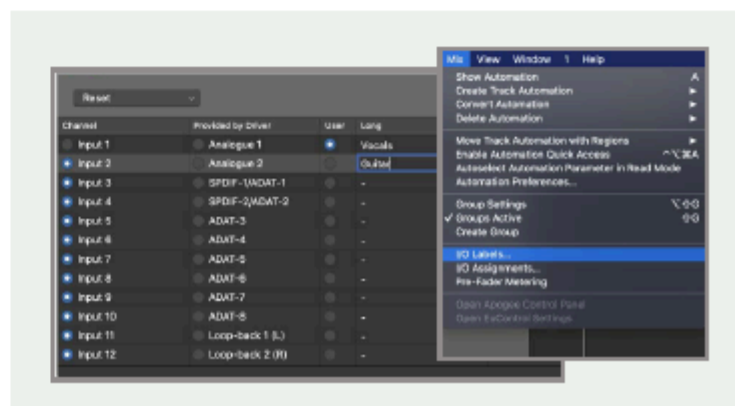 Reset
Channel Provided by Driver User Long
Input 1 Analogue 1 Vocals
Input 2 Analogue 2 Guitar
Input 3 SPDIF-1/ADAT-1 -
Input 4 SPDIF-2/ADAT-2 -
Input 5 ADAT-3 -
Input 6 ADAT-4 -
Input 7 ADAT-5 -
Input 8 ADAT-6 -
Input 9 ADAT-7 -
Input 10 ADAT-8 -
Input 11 Loop-back 1 (L) -
Input 12 Loop-back 2 (R) -
Mix View Window 1 Help
Show Automation A
Create Track Automation
Convert Automation
Delete Automation
Move Track Automation with Regions
Enable Automation Quick Access ⌃⌥⌘A
Autoselect Automation Parameter in Read Mode
Automation Preferences...
Group Settings ⌥⇧G
✓ Groups Active ⇧G
Create Group
I/O Labels...
I/O Assignments...
Pre-Fader Metering
Open Apogee Control Panel
Open EuControl Settings